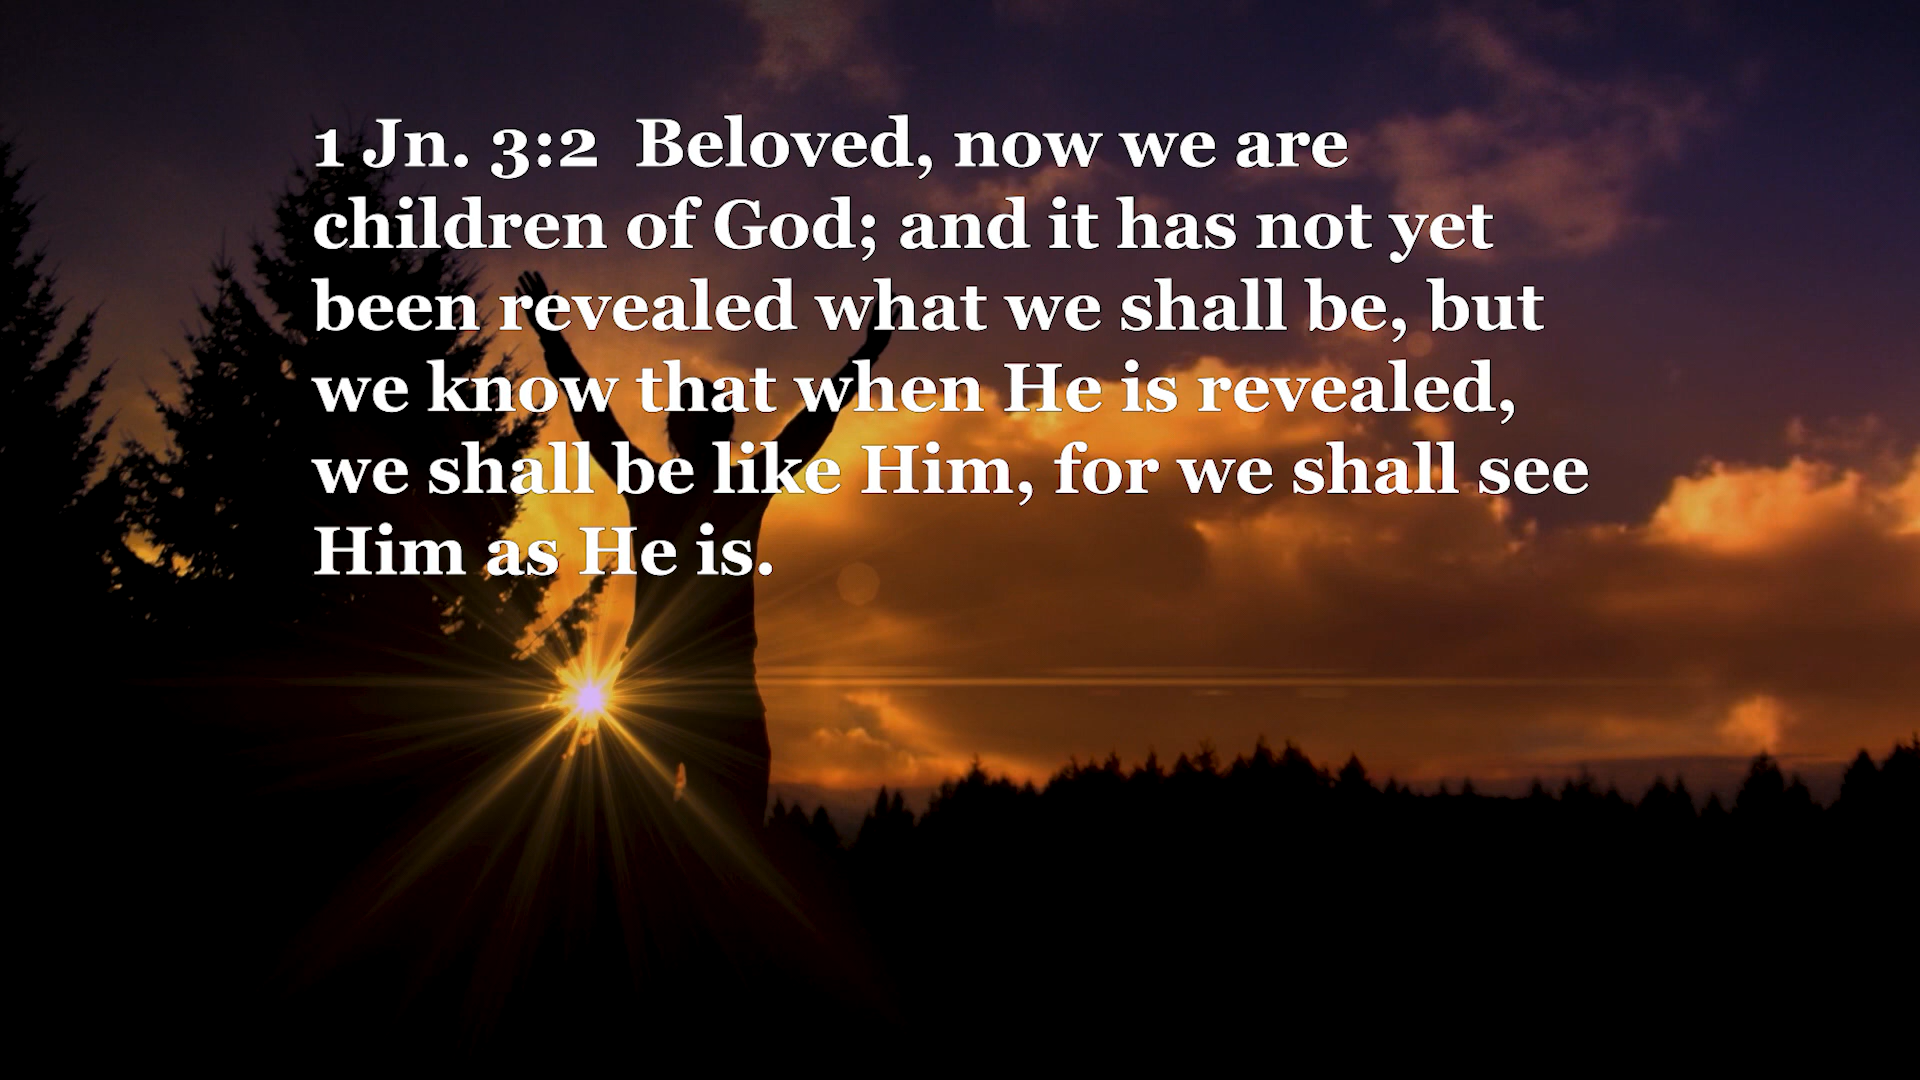 1 Jn. 3:2  Beloved, now we are
children of God; and it has not yet
been revealed what we shall be, but
we know that when He is revealed,
we shall be like Him, for we shall see
Him as He is.